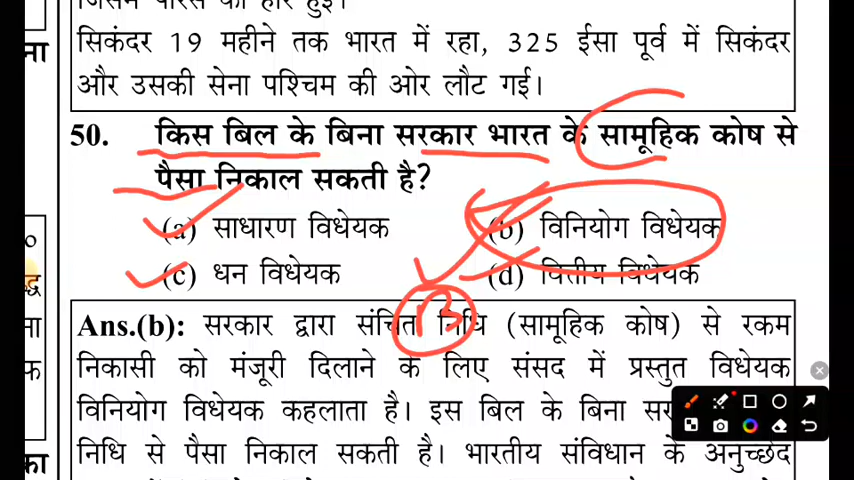 सिकंदर 19 महीने तक भारत में रहा, 325 ईसा पूर्व में सिकंदर
ना और उसकी सेना पश्चिम की ओर लौट गई।
50. किस बिल के बिना सरकार भारत के सामूहिक कोष से
पैसा निकाल सकती है?
(a) साधारण विधेयक (b) विनियोग विधेयक
(c) धन विधेयक (d) वित्तीय विधेयक
B
Ans.(b): सरकार द्वारा संचित निधि (सामूहिक कोष) से रकम
निकासी को मंजूरी दिलाने के लिए संसद में प्रस्तुत विधेयक
विनियोग विधेयक कहलाता है। इस बिल के बिना
निधि से पैसा निकाल सकती है। भारतीय संविधान के अनुच्छेद